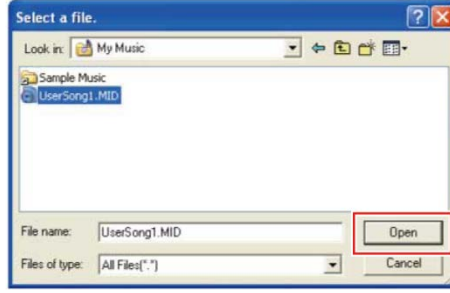 Select a file.
Look in: My Music
Sample Music
UserSong1.MID
File name: UserSong1.MID Open
Files of type: All Files(*.*) Cancel